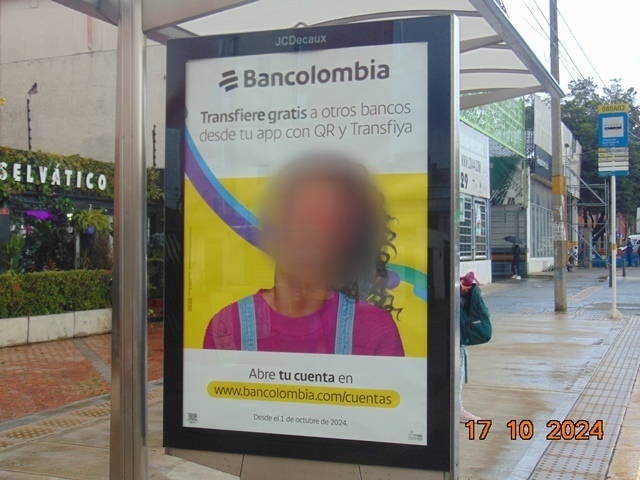 JCDecaux
Bancolombia
Transfiere gratis a otros bancos
desde tu app con QR y Transfiya
Abre tu cuenta en
www.bancolombia.com/cuentas
Desde el 1 de octubre de 2024.
SELVÁTICO
17 10 2024